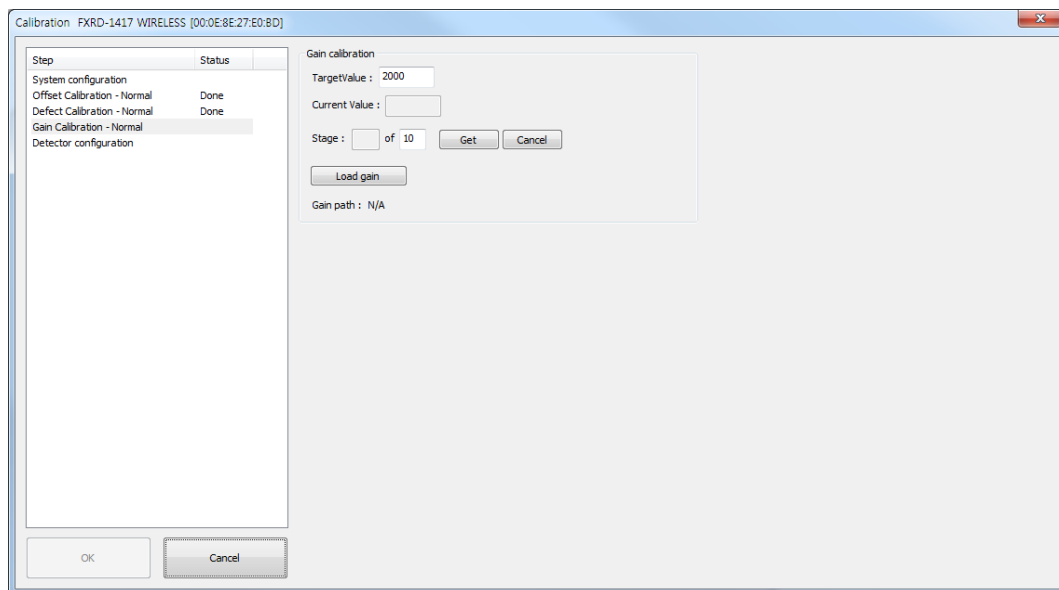 Calibration FXRD-1417 WIRELESS [00:0E:8E:27:E0:BD]
Step Status
System configuration
Offset Calibration - Normal Done
Defect Calibration - Normal Done
Gain Calibration - Normal
Detector configuration
OK Cancel
Gain calibration
TargetValue : 2000
Current Value :
Stage : of 10 Get Cancel
Load gain
Gain path : N/A